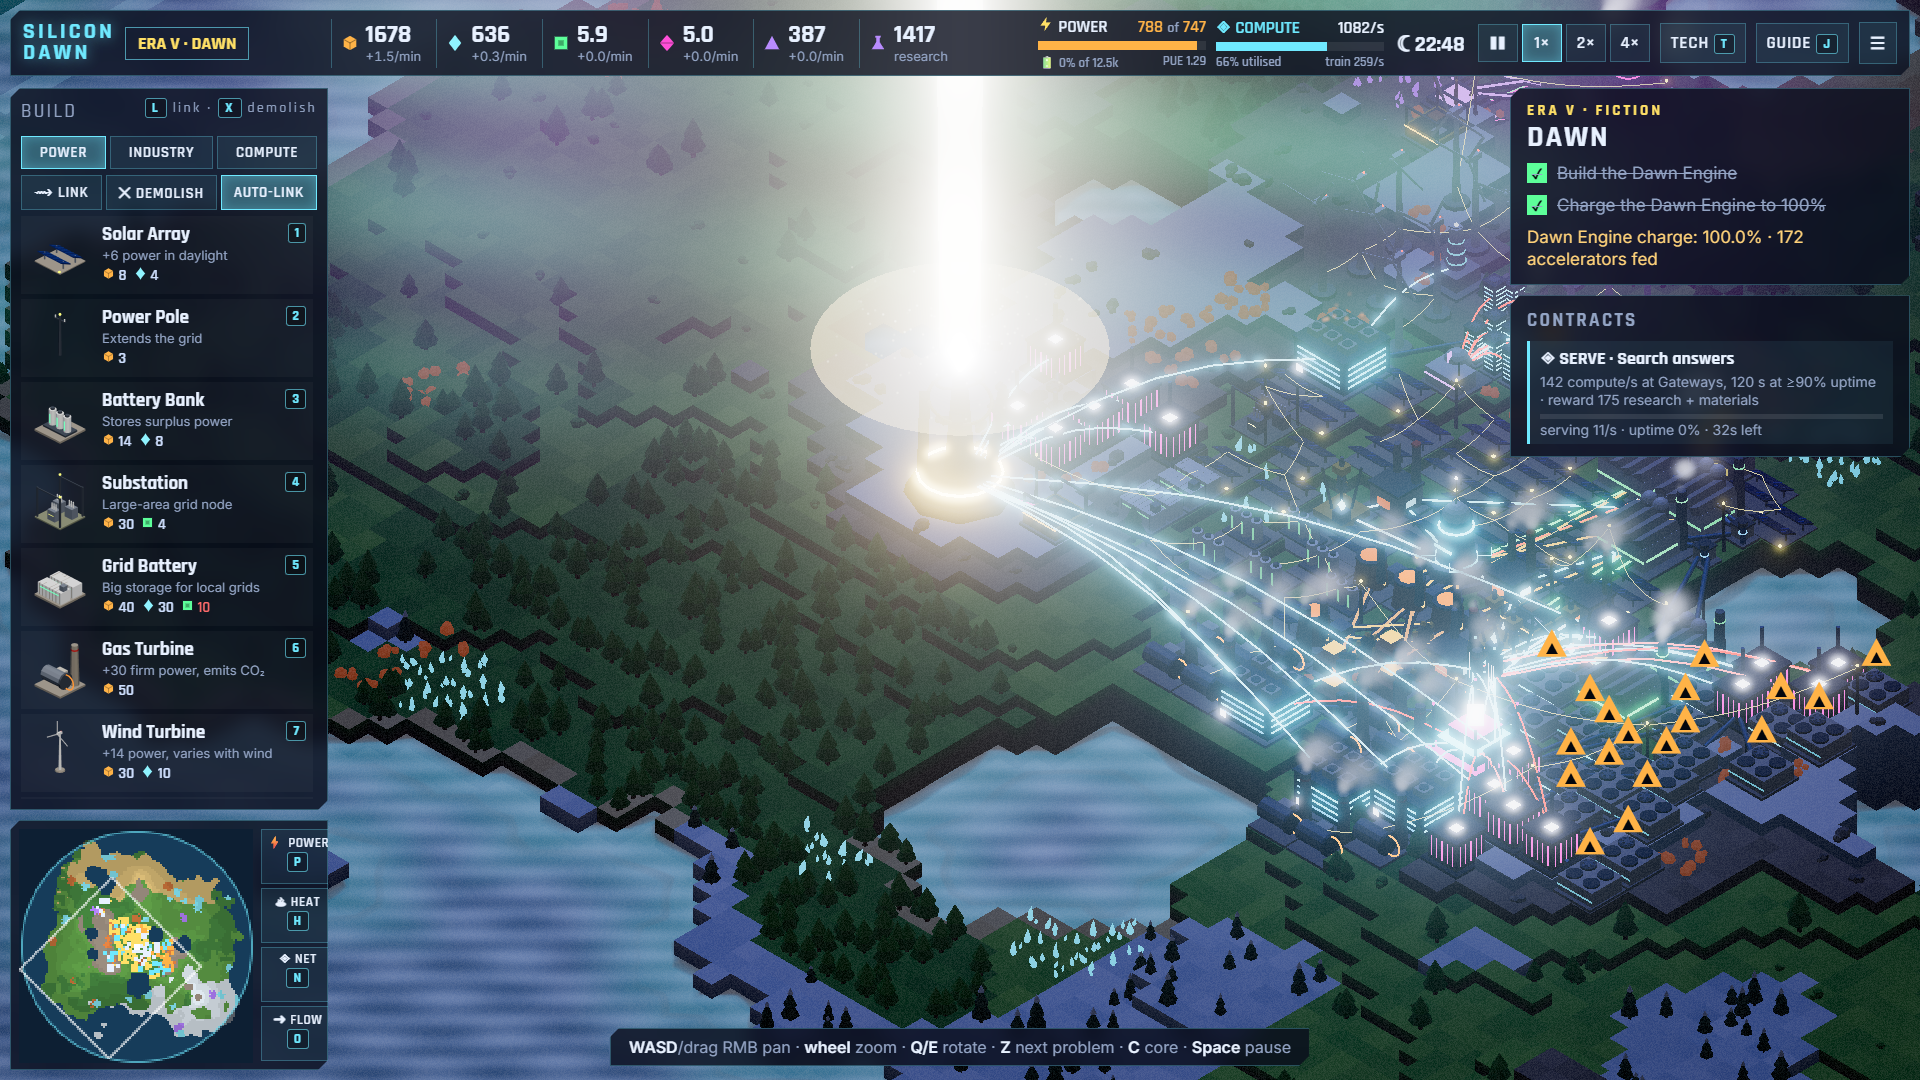 SILICON
DAWN
ERA V · DAWN
1678
+1.5/min
636
+0.3/min
5.9
+0.0/min
5.0
+0.0/min
387
+0.0/min
1417
research
POWER 788 of 747
0% of 12.5k PUE 1.29
COMPUTE 1082/s
66% utilised train 259/s
22:48
1×
2×
4×
TECH T
GUIDE J
BUILD
L link · X demolish
POWER
INDUSTRY
COMPUTE
LINK
DEMOLISH
AUTO-LINK
Solar Array 1
+6 power in daylight
8 4
Power Pole 2
Extends the grid
3
Battery Bank 3
Stores surplus power
14 8
Substation 4
Large-area grid node
30 4
Grid Battery 5
Big storage for local grids
40 30 10
Gas Turbine 6
+30 firm power, emits CO₂
50
Wind Turbine 7
+14 power, varies with wind
30 10
POWER
P
HEAT
H
NET
N
FLOW
O
ERA V · FICTION
DAWN
Build the Dawn Engine
Charge the Dawn Engine to 100%
Dawn Engine charge: 100.0% · 172
accelerators fed
CONTRACTS
SERVE · Search answers
142 compute/s at Gateways, 120 s at ≥90% uptime
· reward 175 research + materials
serving 11/s · uptime 0% · 32s left
WASD/drag RMB pan · wheel zoom · Q/E rotate · Z next problem · C core · Space pause